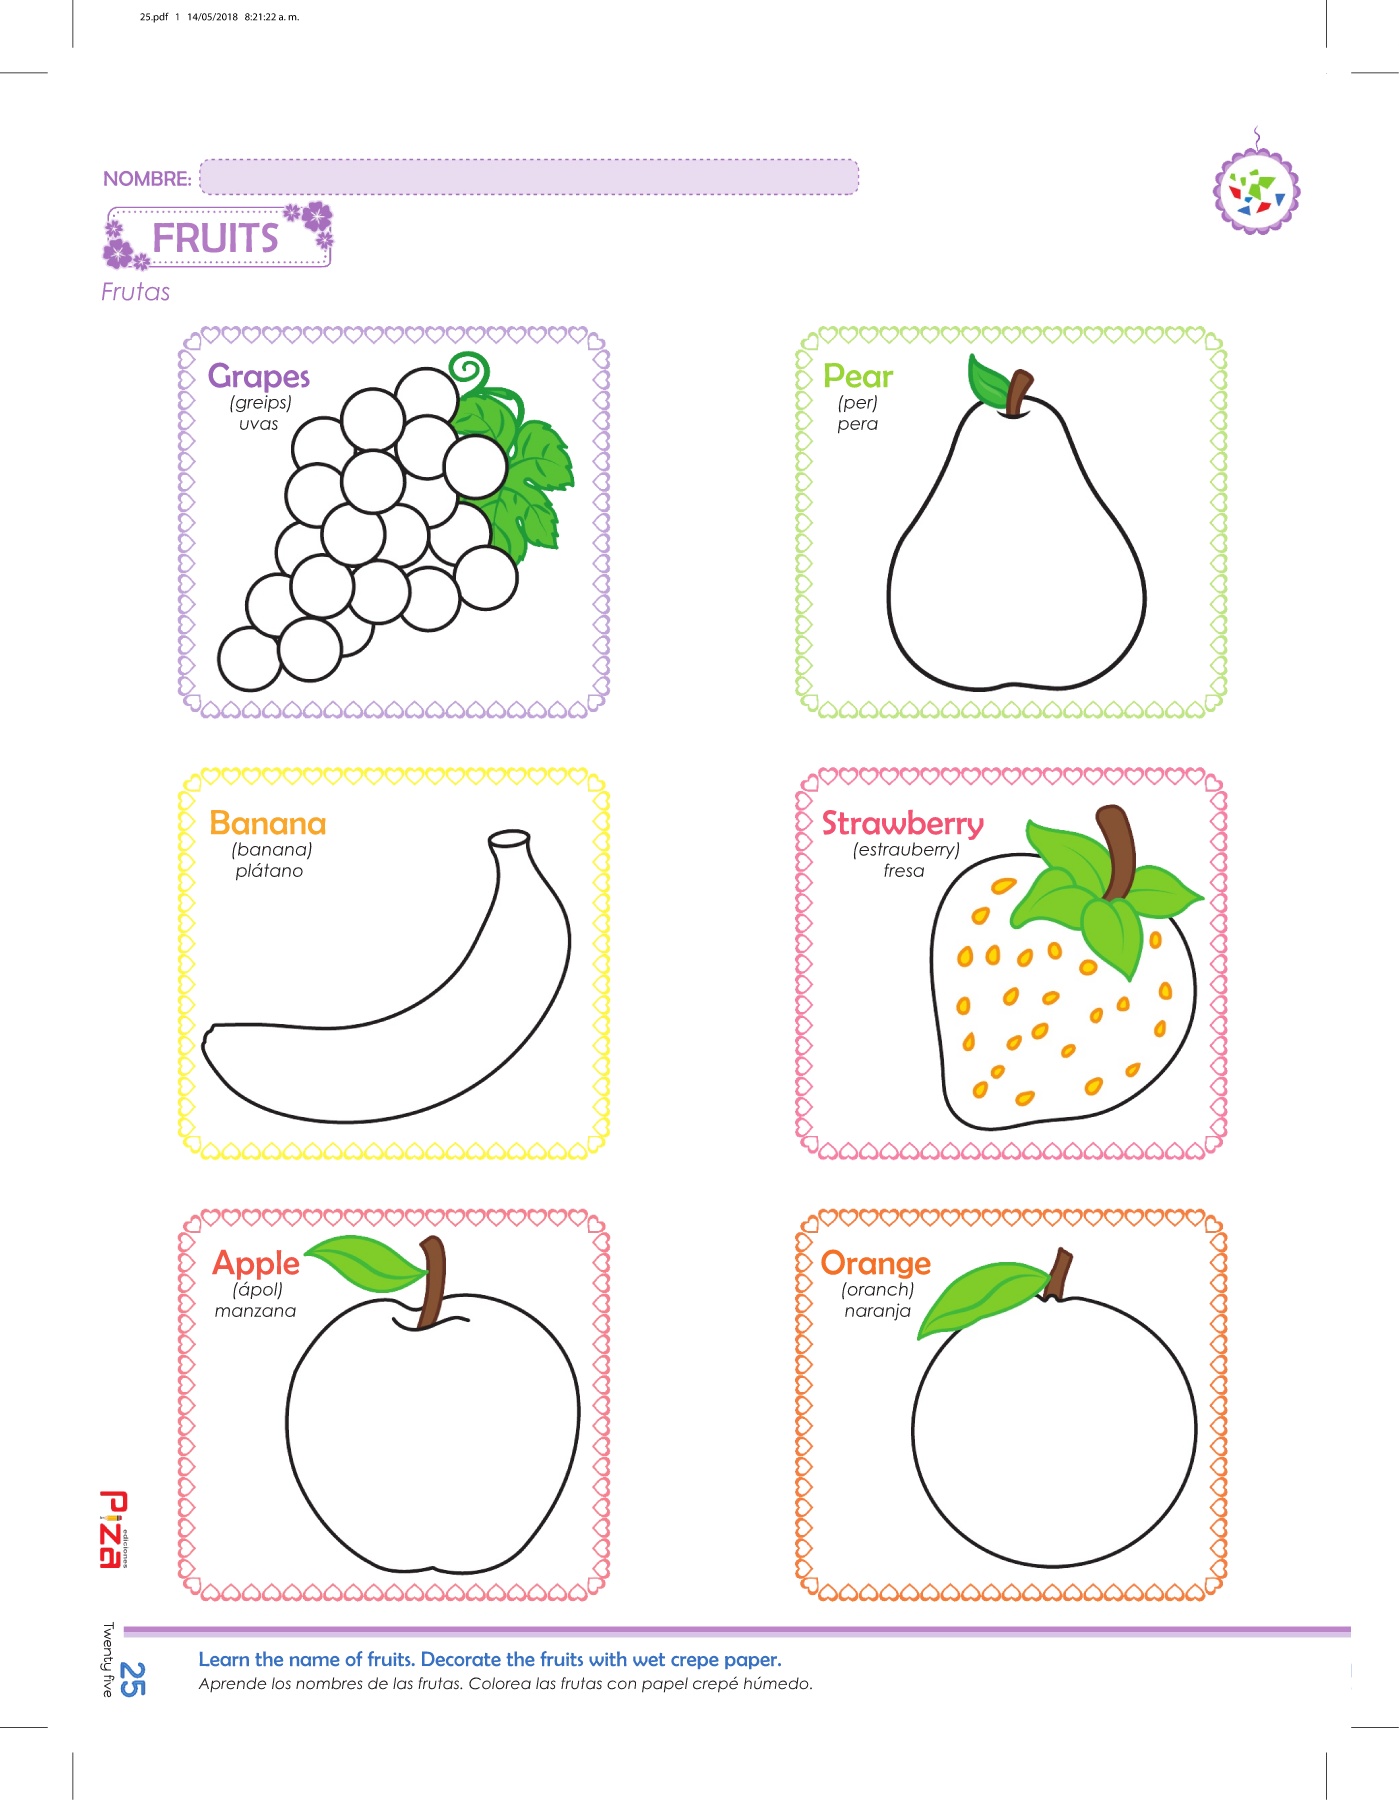 25.pdf 1 14/05/2018 8:21:22 a. m.
NOMBRE:
FRUITS
Frutas
Grapes
(greips)
uvas
Pear
(per)
pera
Banana
(banana)
plátano
Strawberry
(estrauberry)
fresa
Apple
(ápol)
manzana
Orange
(oranch)
naranja
Piza
ediciones
Twenty five
25
Learn the name of fruits. Decorate the fruits with wet crepe paper.
Aprende los nombres de las frutas. Colorea las frutas con papel crepé húmedo.